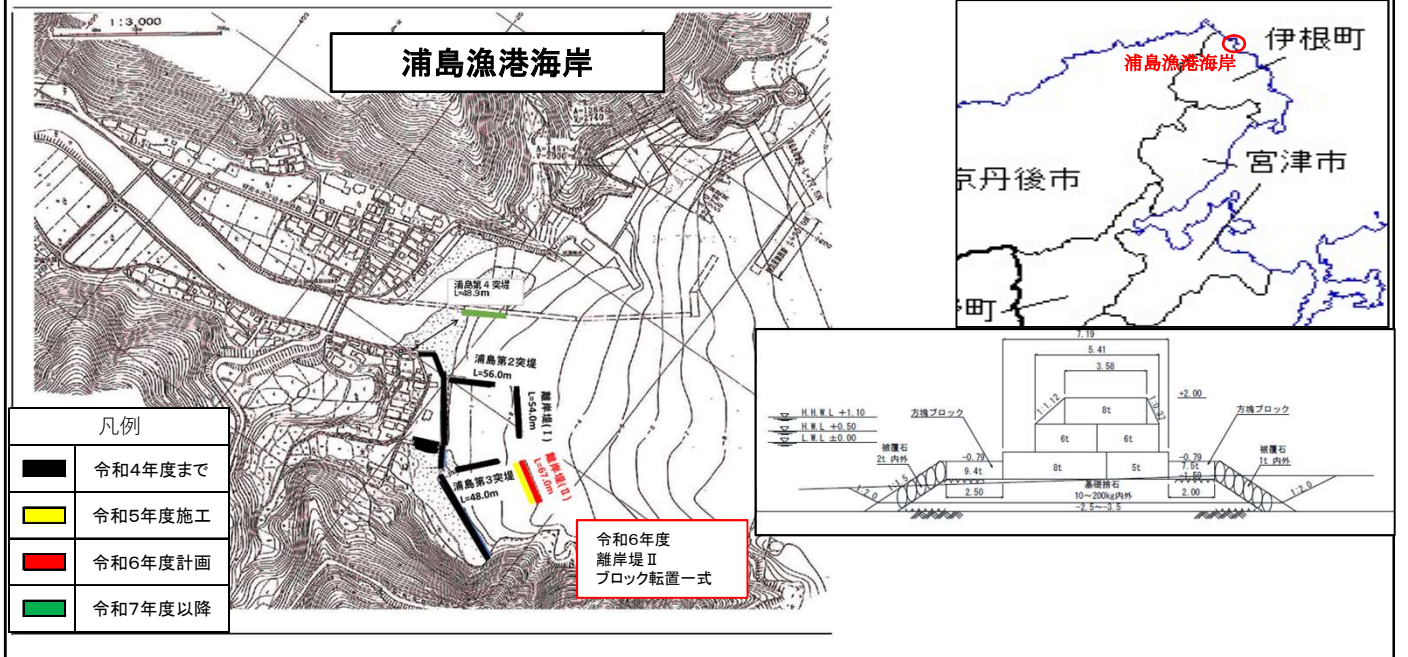 1:3,000
浦島漁港海岸
浦島第4突堤
L=48.9m
浦島第2突堤
L=56.0m
離岸堤(Ⅰ)
L=54.0m
浦島第3突堤
L=48.0m
離岸堤(Ⅱ)
L=67.0m
令和6年度
離岸堤Ⅱ
ブロック転置一式
凡例
令和4年度まで
令和5年度施工
令和6年度計画
令和7年度以降
伊根町
浦島漁港海岸
宮津市
京丹後市
町
7.19
5.41
3.58
+2.00
1:1.12
8t
H.H.W.L +1.10
H.W.L +0.50
L.W.L ±0.00
方塊ブロック
方塊ブロック
6t
6t
被覆石
2t 内外
被覆石
1t 内外
-0.79
-0.79
9.4t
8t
5t
7.5t
-1.50
1:1.5
1:2.0
1:2.0
2.50
基礎捨石
2.00
10~200kg内外
-2.5~-3.5